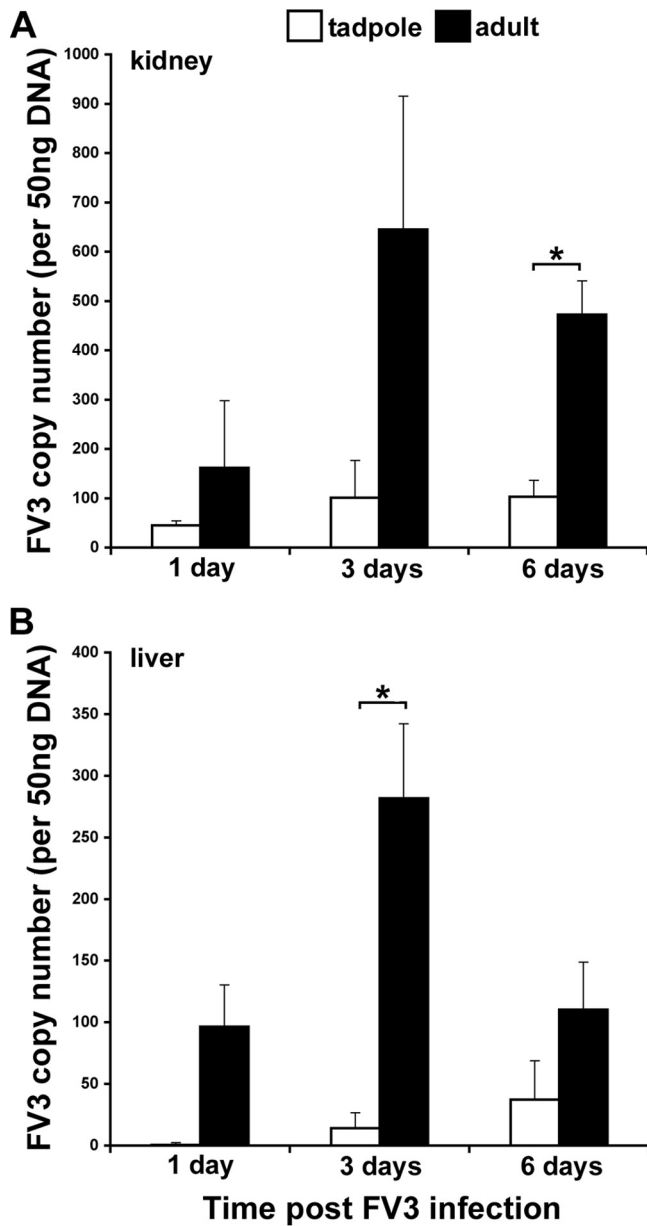 A
tadpole adult
kidney
FV3 copy number (per 50ng DNA)
1000
900
800
700
600
500
400
300
200
100
0
*
1 day 3 days 6 days
B
liver
FV3 copy number (per 50ng DNA)
400
350
300
250
200
150
100
50
0
*
1 day 3 days 6 days
Time post FV3 infection